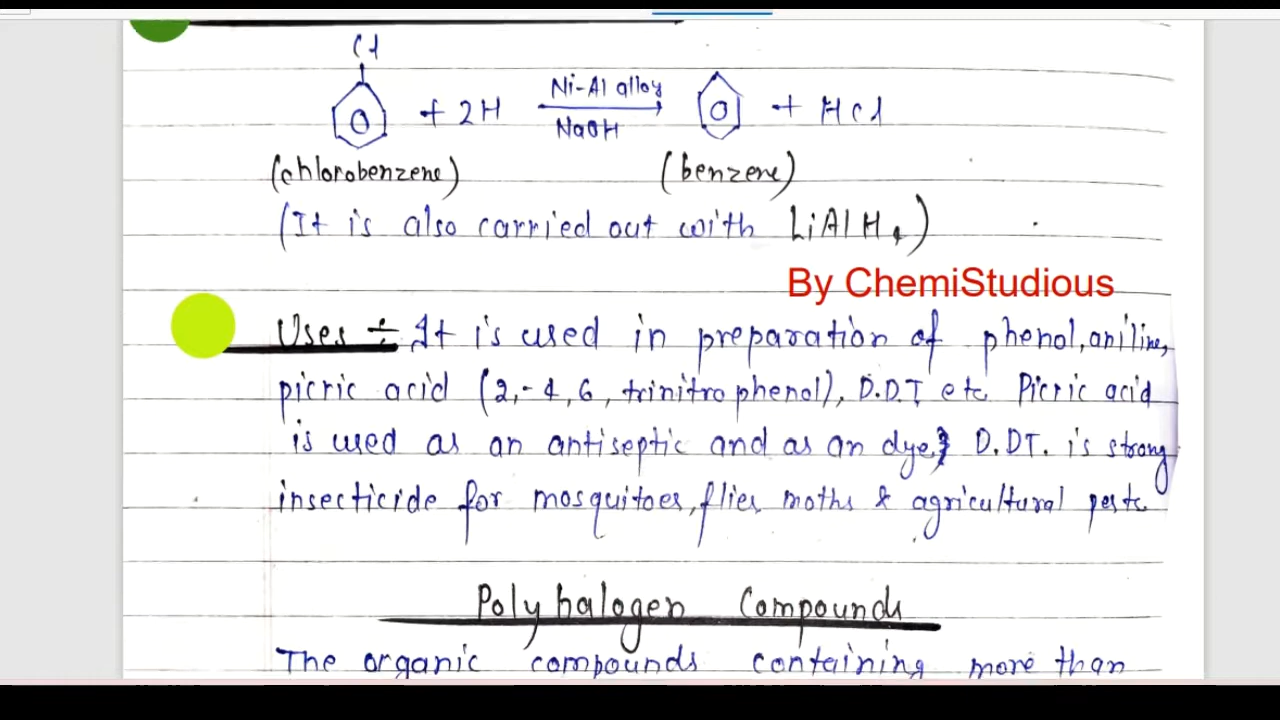 Cl
+ 2H Ni-Al alloy + HCl
NaOH
(chlorobenzene) (benzene)
(It is also carried out with LiAlH4)
By ChemiStudious
Uses ÷ It is used in preparation of phenol, aniline,
picric acid (2,-4,6, trinitrophenol), D.D.T etc. Picric acid
is used as an antiseptic and as an dye, D.DT. is strong
insecticide for mosquitoes, flies moths & agricultural pests
Poly halogen Compounds
The organic compounds containing more than